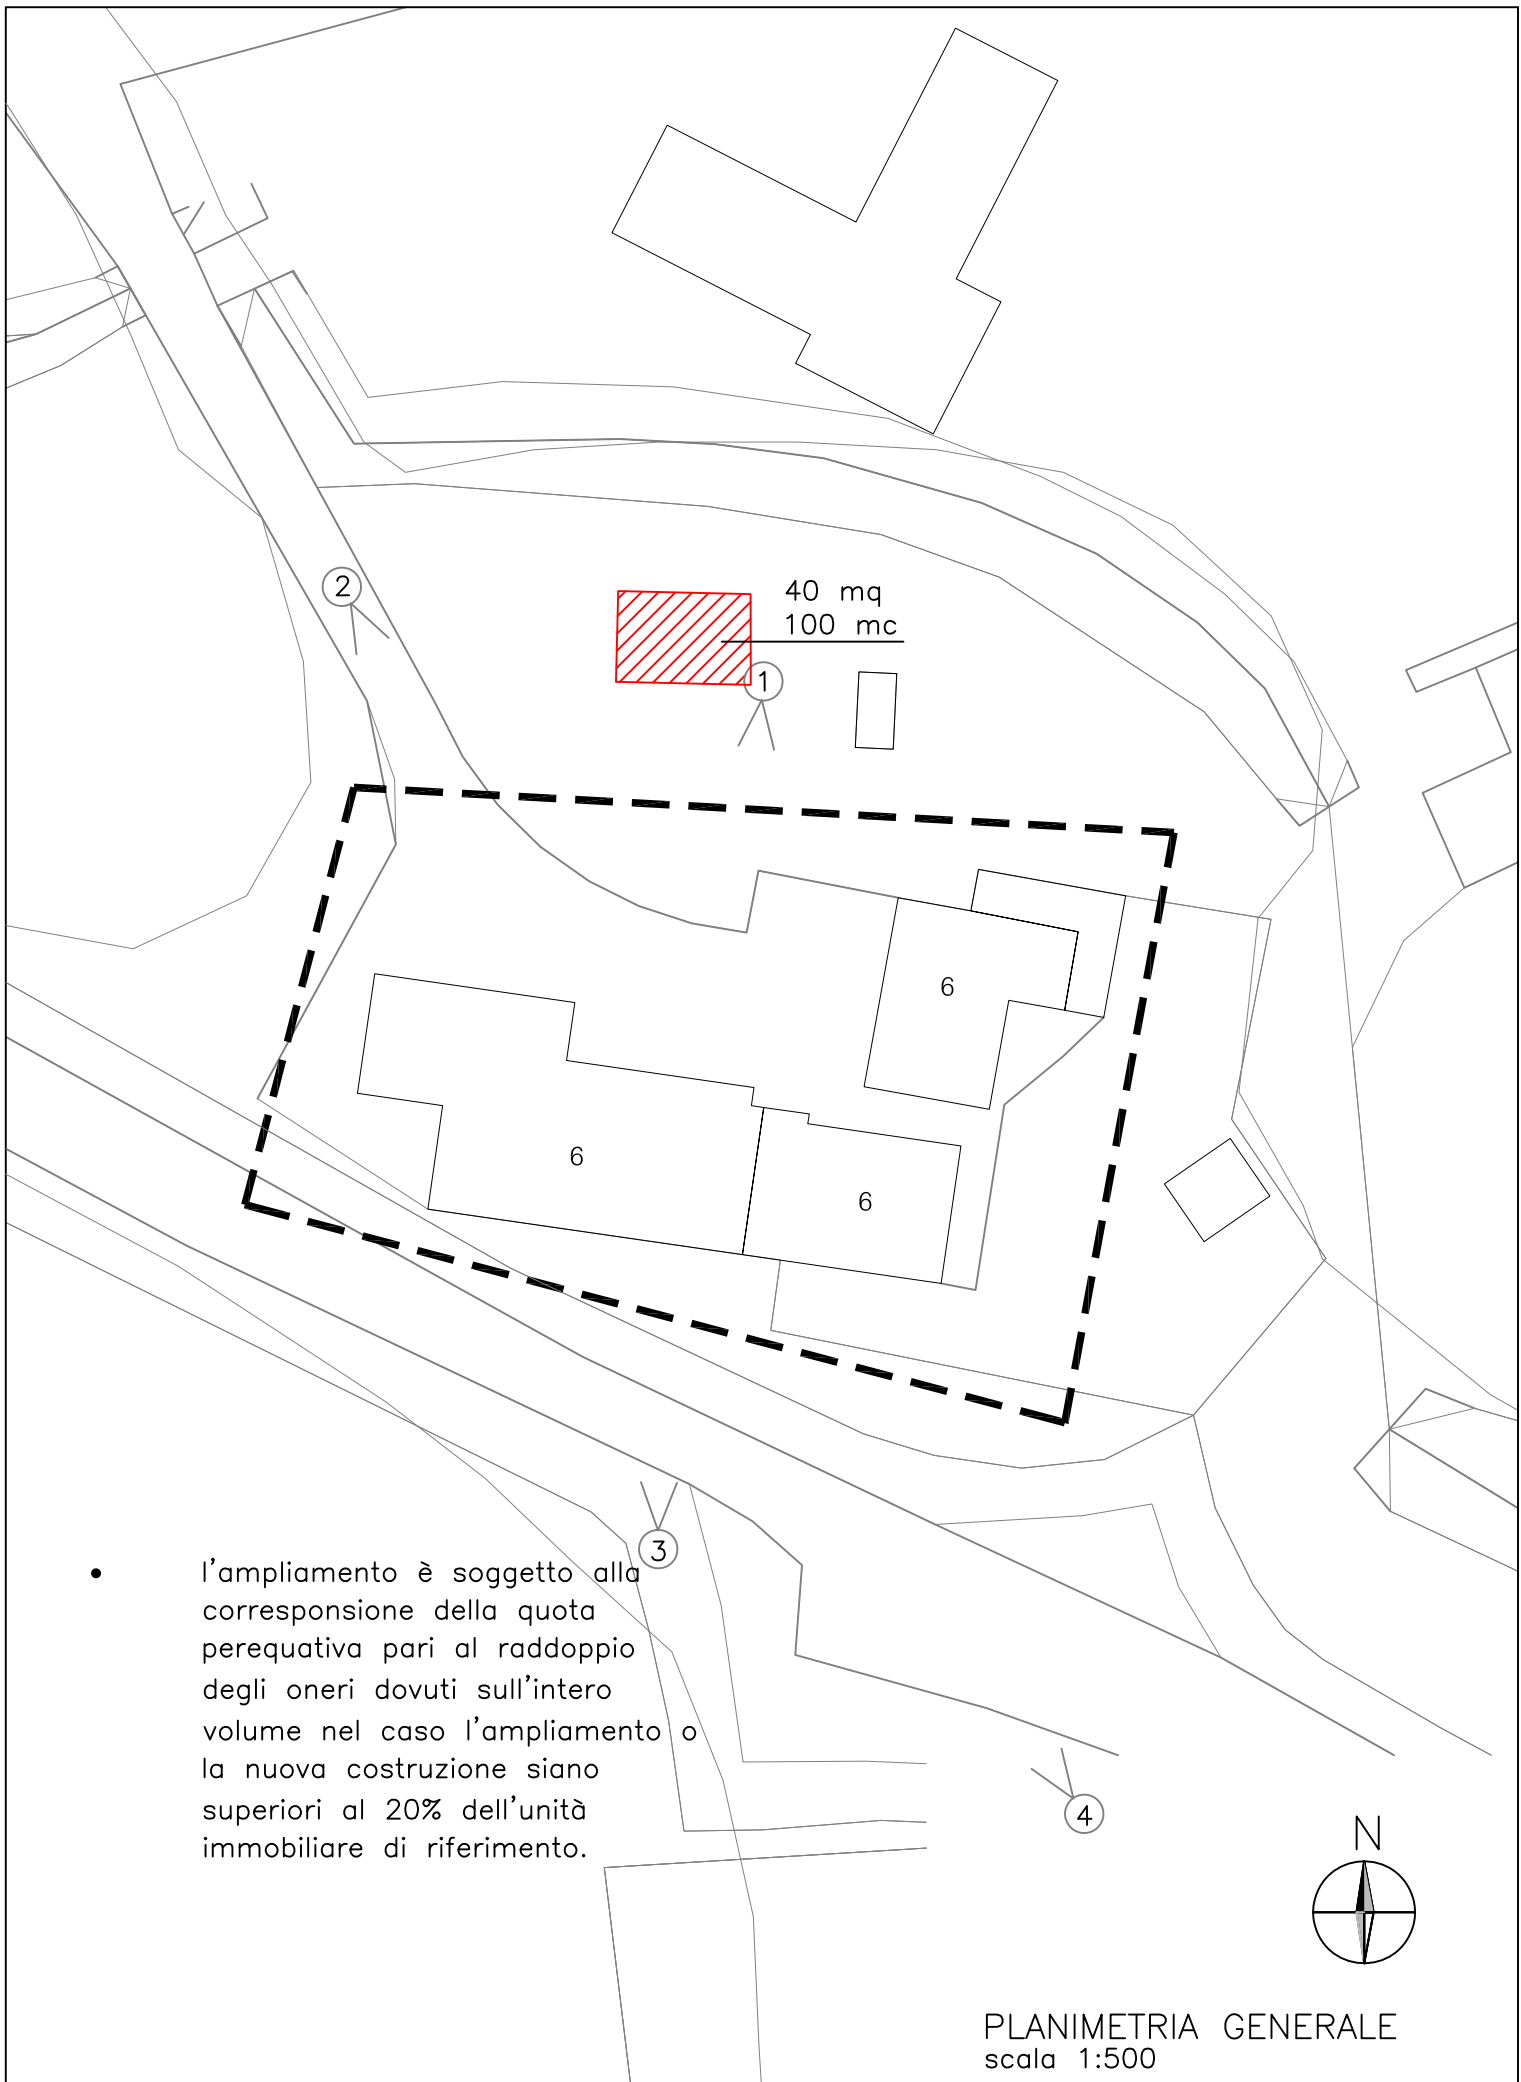 2
40 mq
100 mc
1
6
6
6
3
• l'ampliamento è soggetto alla
corresponsione della quota
perequativa pari al raddoppio
degli oneri dovuti sull'intero
volume nel caso l'ampliamento o
la nuova costruzione siano
superiori al 20% dell'unità
immobiliare di riferimento.
4
N
PLANIMETRIA GENERALE
scala 1:500